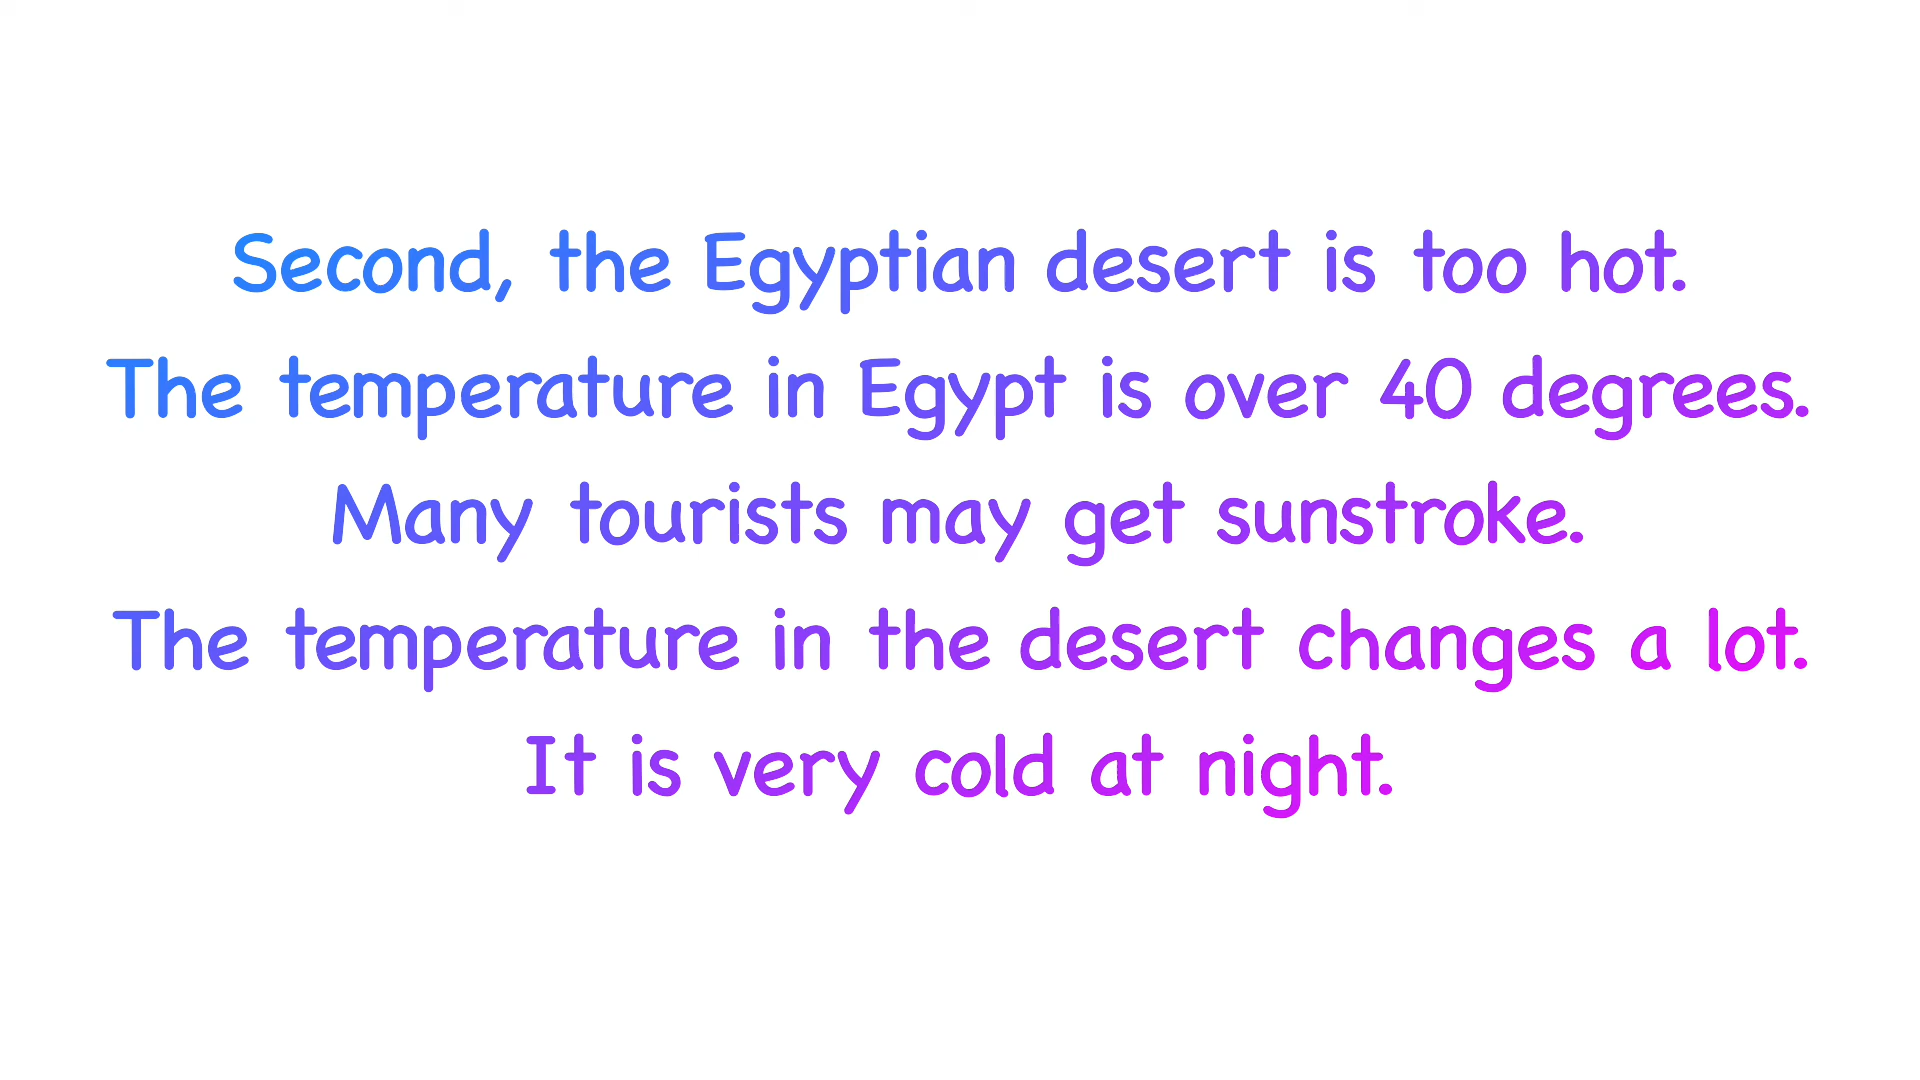 Second, the Egyptian desert is too hot.
The temperature in Egypt is over 40 degrees.
Many tourists may get sunstroke.
The temperature in the desert changes a lot.
It is very cold at night.